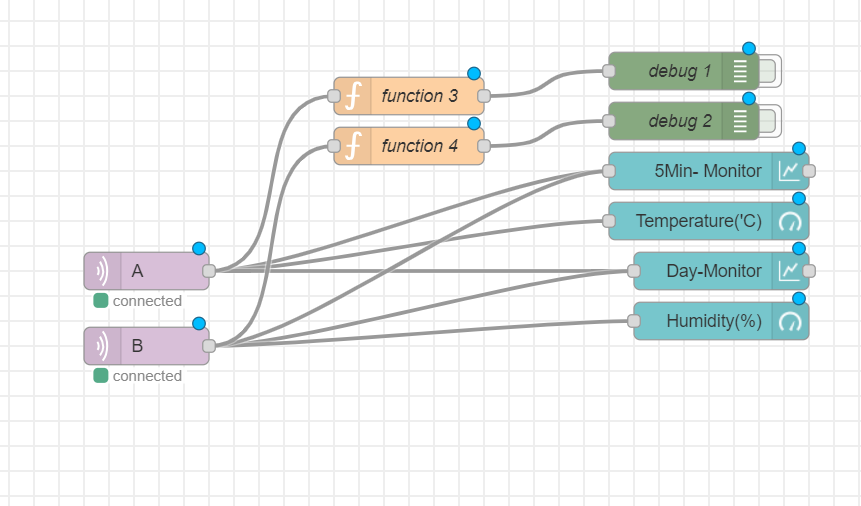 debug 1
function 3
debug 2
function 4
5Min- Monitor
Temperature('C)
A
Day-Monitor
connected
Humidity(%)
B
connected